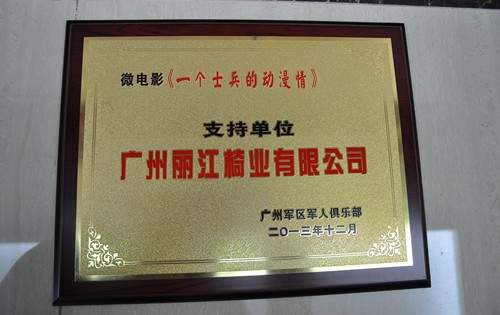 微电影《一个士兵的动漫情》
支持单位
广州丽江椅业有限公司
广州军区军人俱乐部
二〇一三年十二月